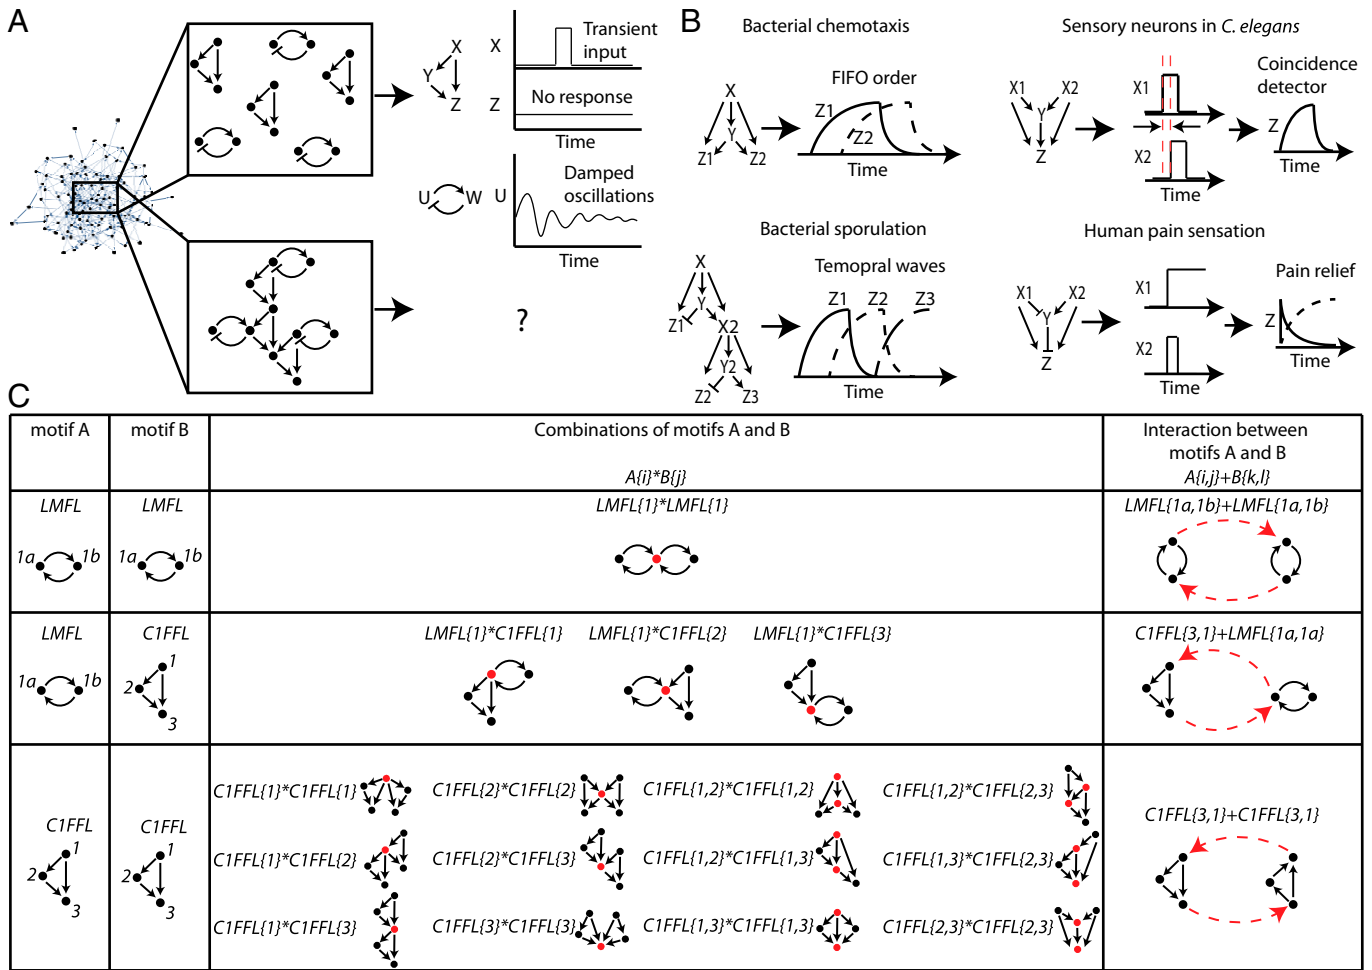 A
X
Y
Z
X
Transient
input
Z
No response
Time
U
W
U
Damped
oscillations
Time
?
B
Bacterial chemotaxis
X
Y
Z1
Z2
FIFO order
Z1
Z2
Time
Sensory neurons in C. elegans
X1
X2
Y
Z
X1
X2
Time
Coincidence
detector
Z
Time
Bacterial sporulation
X
Y
Z1
X2
Y2
Z2
Z3
Temopral waves
Z1
Z2
Z3
Time
Human pain sensation
X1
X2
Y
Z
X1
X2
Time
Pain relief
Z
Time
C
motif A
motif B
Combinations of motifs A and B
A{i}*B{j}
Interaction between
motifs A and B
A{i,j}+B{k,l}
LMFL
1a
1b
LMFL
1a
1b
LMFL{1}*LMFL{1}
LMFL{1a,1b}+LMFL{1a,1b}
LMFL
1a
1b
C1FFL
1
2
3
LMFL{1}*C1FFL{1}
LMFL{1}*C1FFL{2}
LMFL{1}*C1FFL{3}
C1FFL{3,1}+LMFL{1a,1a}
C1FFL
1
2
3
C1FFL
1
2
3
C1FFL{1}*C1FFL{1}
C1FFL{2}*C1FFL{2}
C1FFL{1,2}*C1FFL{1,2}
C1FFL{1,2}*C1FFL{2,3}
C1FFL{1}*C1FFL{2}
C1FFL{2}*C1FFL{3}
C1FFL{1,2}*C1FFL{1,3}
C1FFL{1,3}*C1FFL{2,3}
C1FFL{1}*C1FFL{3}
C1FFL{3}*C1FFL{3}
C1FFL{1,3}*C1FFL{1,3}
C1FFL{2,3}*C1FFL{2,3}
C1FFL{3,1}+C1FFL{3,1}